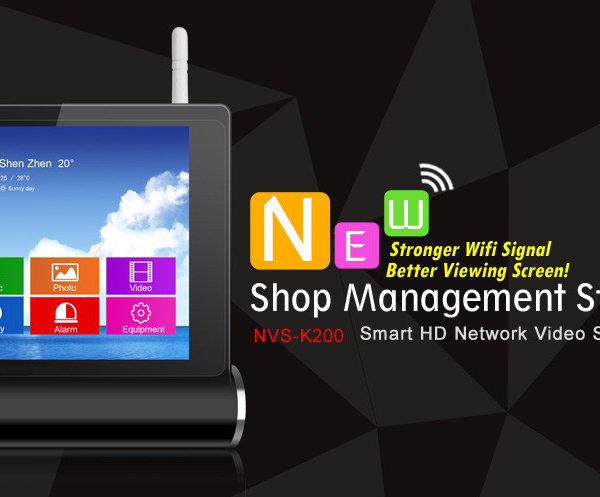 Shen Zhen 20°
25 / 28°C
Sunny day
Photo
Video
Alarm
Equipment
NEW
Stronger Wifi Signal
Better Viewing Screen!
Shop Management St
NVS-K200 Smart HD Network Video S